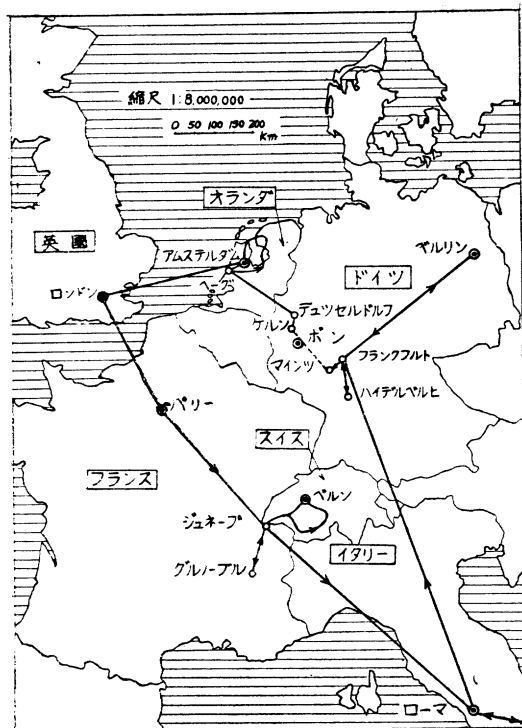 縮尺 1:8,000,000
0 50 100 150 200
Km
オランダ
英國
アムステルダム
ヘーグ
ベルリン
ドイツ
ロンドン
デュッセルドルフ
ケルン
ボン
フランクフルト
マインツ
ハイデルベルヒ
パリー
スイス
フランス
ベルン
ジュネーブ
イタリー
グルノーブル
ローマ